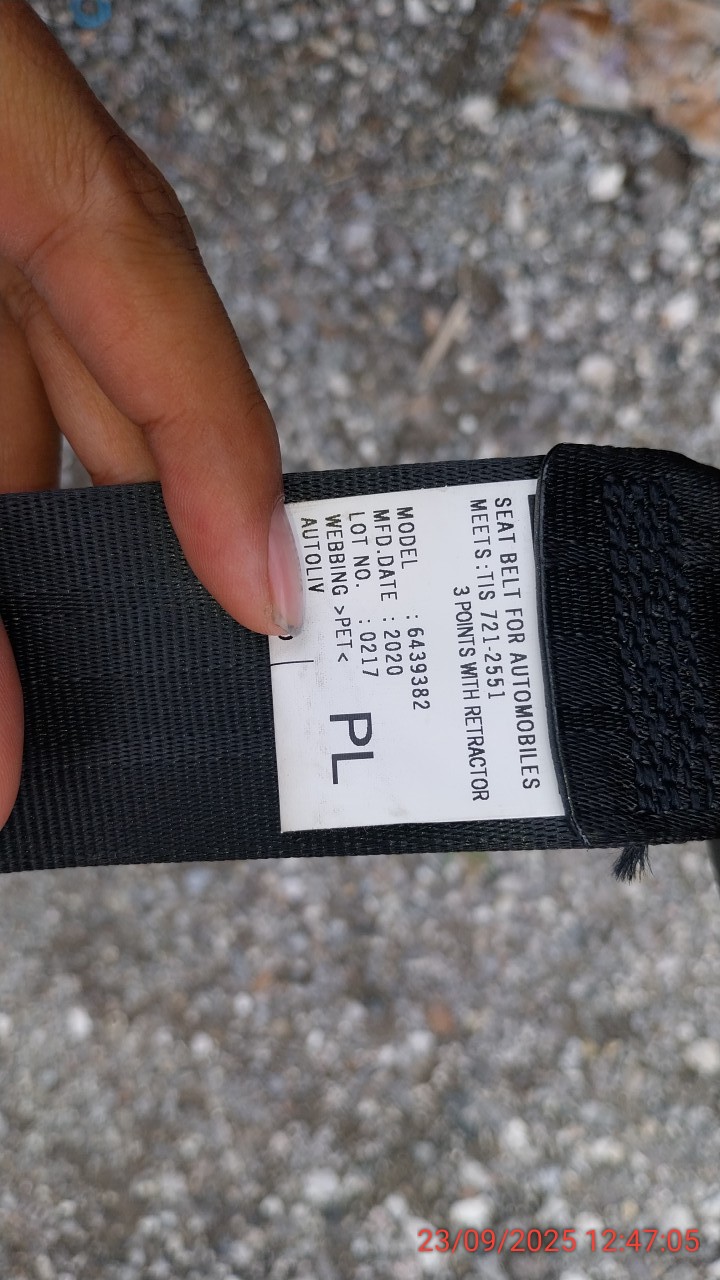 SEAT BELT FOR AUTOMOBILES
MEETS :TIS 721-2551
3 POINTS WITH RETRACTOR
MODEL : 6439382
MFD.DATE : 2020
LOT NO. : 0217
WEBBING >PET<
AUTOLIV
PL
23/09/2025 12:47:05